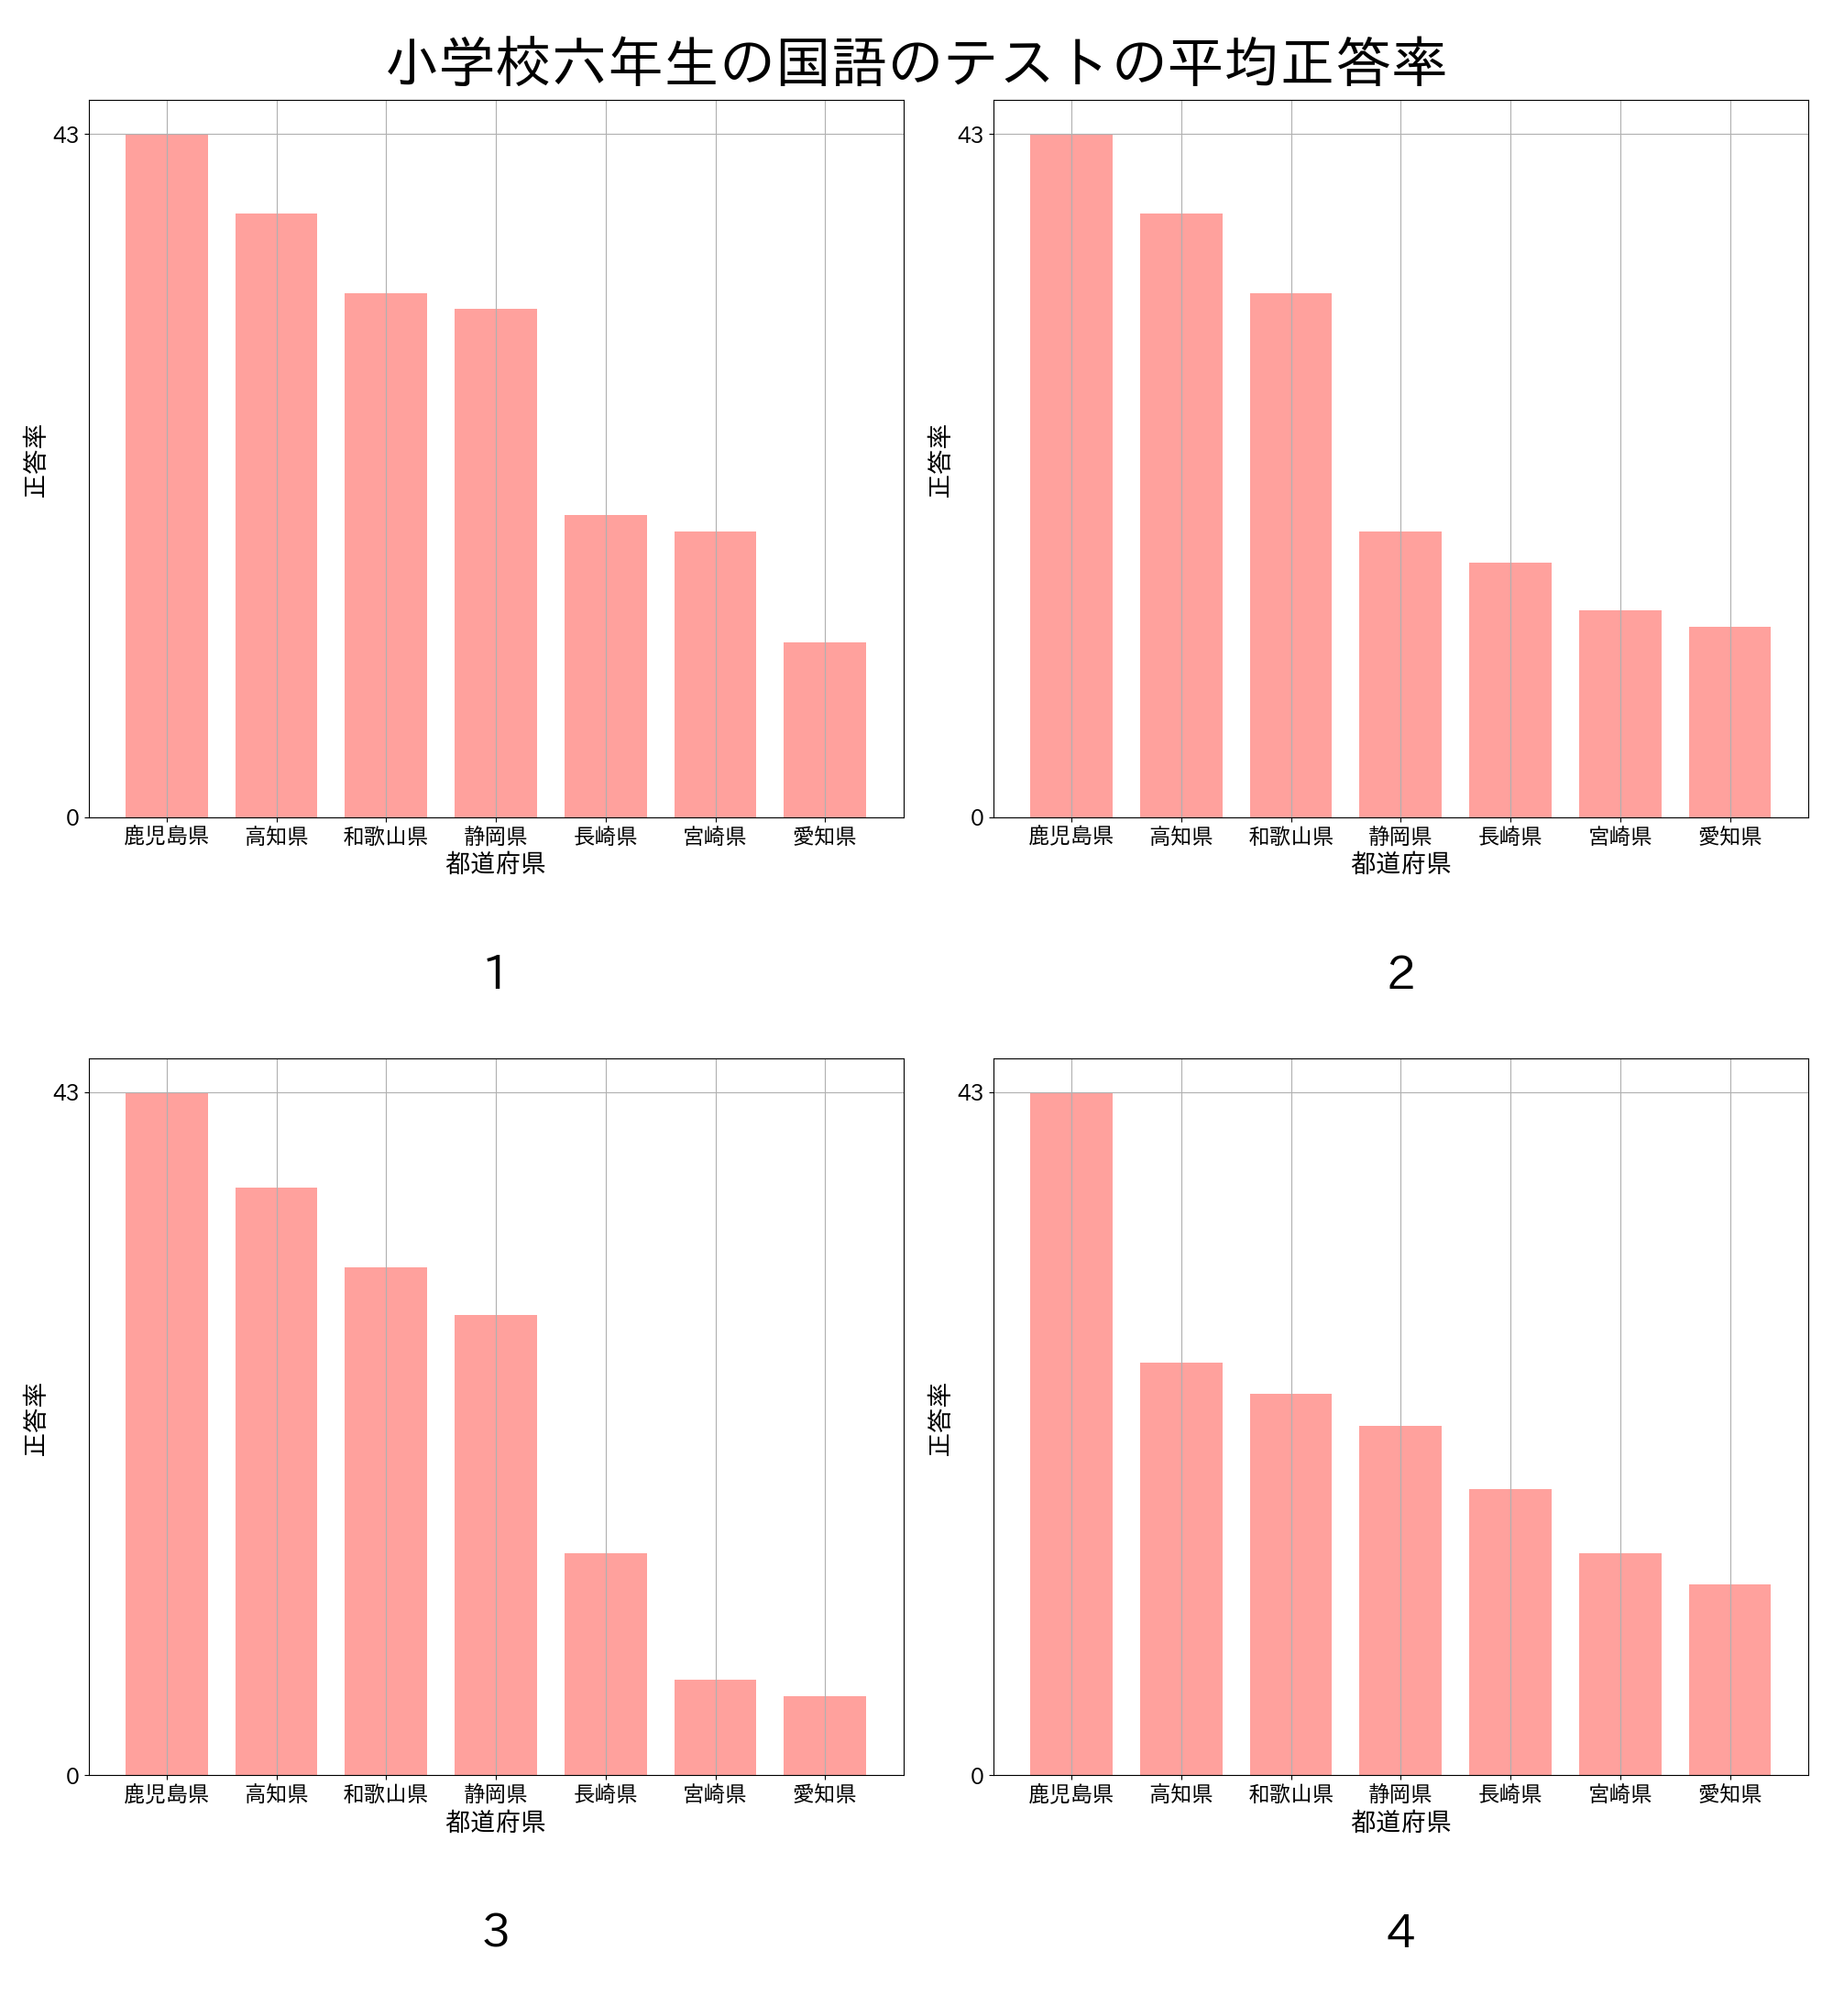 小学校六年生の国語のテストの平均正答率
43
0
正答率
鹿児島県 高知県 和歌山県 静岡県 長崎県 宮崎県 愛知県
都道府県
1
43
0
正答率
鹿児島県 高知県 和歌山県 静岡県 長崎県 宮崎県 愛知県
都道府県
2
43
0
正答率
鹿児島県 高知県 和歌山県 静岡県 長崎県 宮崎県 愛知県
都道府県
3
43
0
正答率
鹿児島県 高知県 和歌山県 静岡県 長崎県 宮崎県 愛知県
都道府県
4